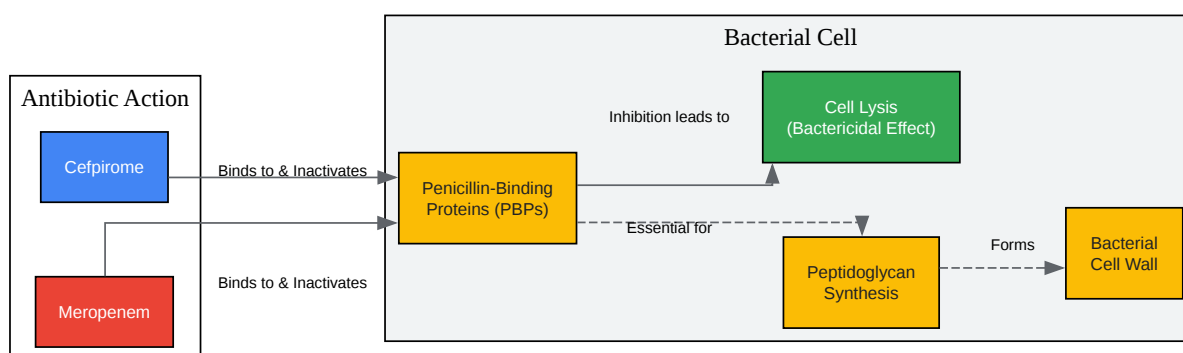 Bacterial Cell
Antibiotic Action
Cefpirome
Binds to & Inactivates
Meropenem
Binds to & Inactivates
Penicillin-Binding
Proteins (PBPs)
Inhibition leads to
Cell Lysis
(Bactericidal Effect)
Essential for
Peptidoglycan
Synthesis
Forms
Bacterial
Cell Wall